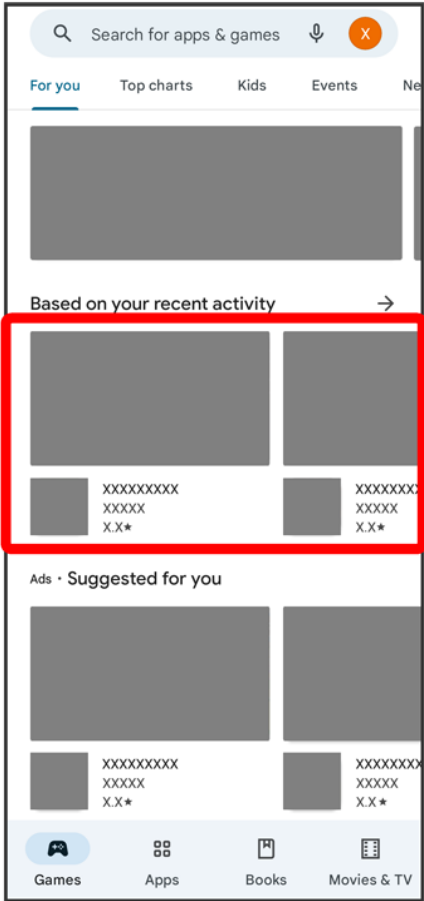 Search for apps & games
X
For you Top charts Kids Events Ne
Based on your recent activity
XXXXXXXXX XXXXXXXX
XXXXX XXXXX
X.X★ X.X★
Ads · Suggested for you
XXXXXXXXX XXXXXXXX
XXXXX XXXXX
X.X★ X.X★
Games Apps Books Movies & TV